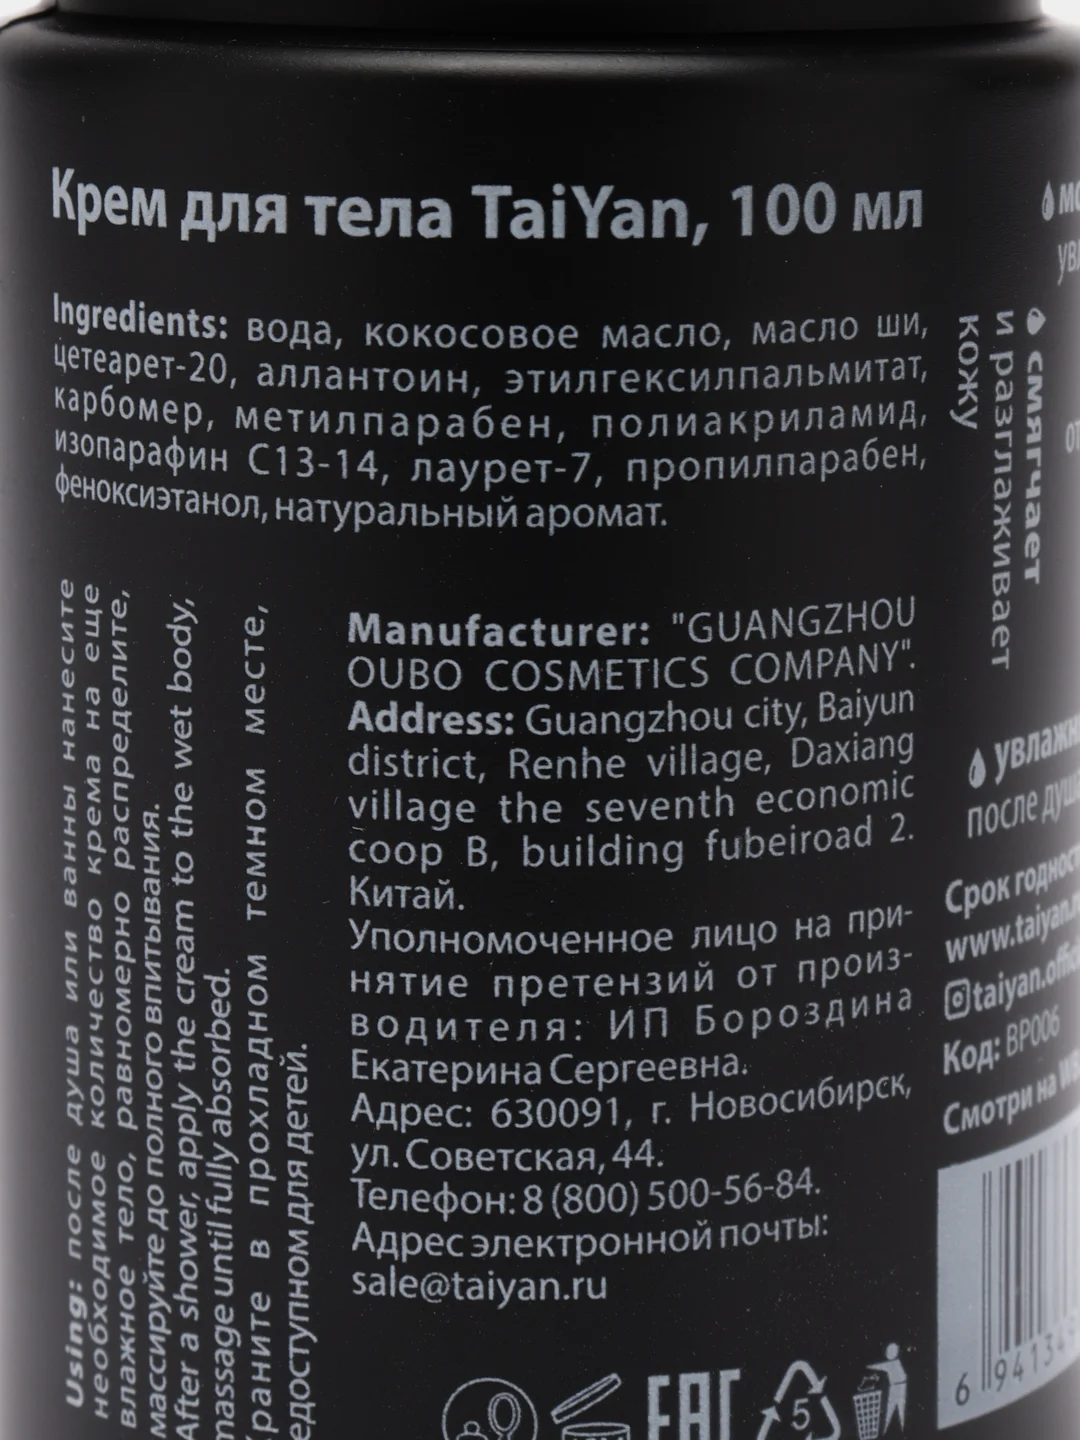 Крем для тела TaiYan, 100 мл
Ingredients: вода, кокосовое масло, масло ши,
цетеарет-20, аллантоин, этилгексилпальмитат,
карбомер, метилпарабен, полиакриламид,
изопарафин С13-14, лаурет-7, пропилпарабен,
феноксиэтанол, натуральный аромат.
Using: после душа или ванны нанесите
необходимое количество крема на еще
влажное тело, равномерно распределите,
массируйте до полного впитывания.
After a shower, apply the cream to the wet body,
massage until fully absorbed.
в прохладном темном месте,
для детей.
Manufacturer: "GUANGZHOU
OUBO COSMETICS COMPANY".
Address: Guangzhou city, Baiyun
district, Renhe village, Daxiang
village the seventh economic
coop B, building fubeiroad 2.
Китай.
Уполномоченное лицо на при-
нятие претензий от произ-
водителя: ИП Бороздина
Екатерина Сергеевна.
Адрес: 630091, г. Новосибирск,
ул. Советская, 44.
Телефон: 8 (800) 500-56-84.
Адрес электронной почты:
sale@taiyan.ru
EAC
5
смягчает
и разглаживает
кожу
после
Срок
Код: BP006
Смотри на